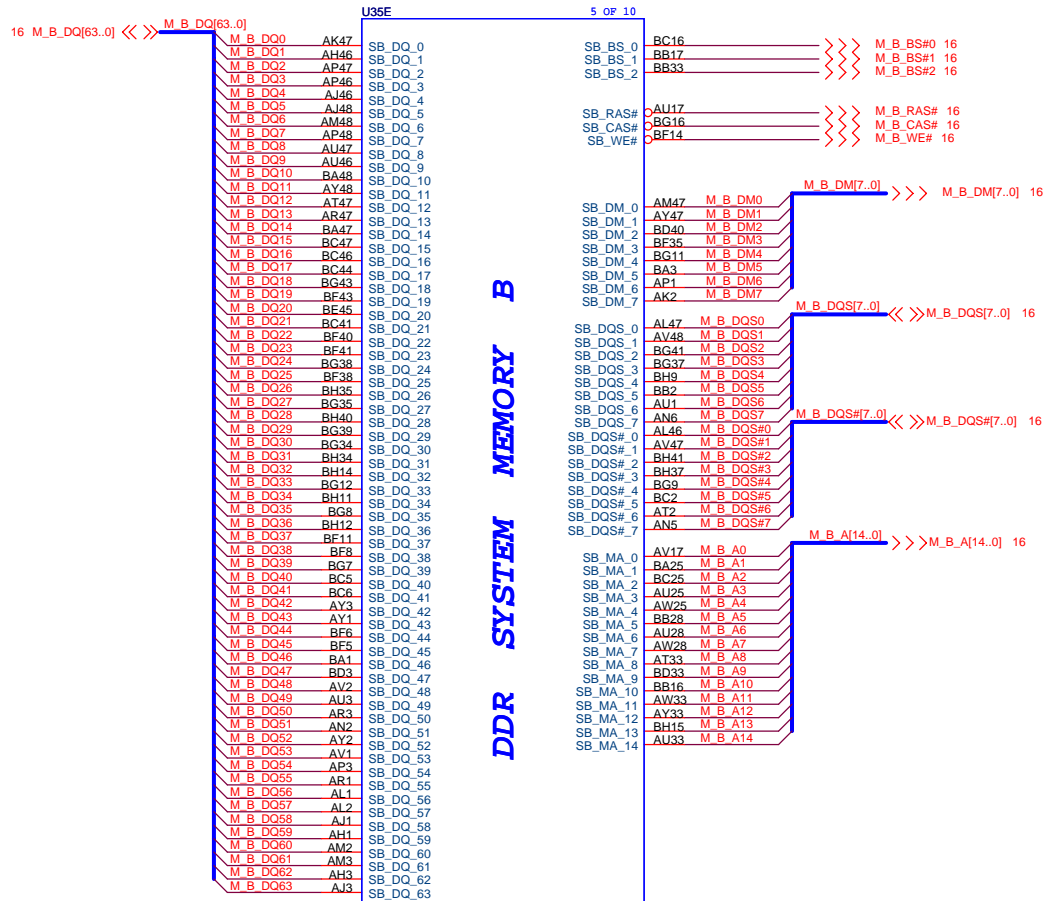 U35E 5 OF 10
16 M_B_DQ[63..0] M_B_DQ[63..0]
M_B_DQ0 AK47 SB_DQ_0
M_B_DQ1 AH46 SB_DQ_1
M_B_DQ2 AP47 SB_DQ_2
M_B_DQ3 AP46 SB_DQ_3
M_B_DQ4 AJ46 SB_DQ_4
M_B_DQ5 AJ48 SB_DQ_5
M_B_DQ6 AM48 SB_DQ_6
M_B_DQ7 AP48 SB_DQ_7
M_B_DQ8 AU47 SB_DQ_8
M_B_DQ9 AU46 SB_DQ_9
M_B_DQ10 BA48 SB_DQ_10
M_B_DQ11 AY48 SB_DQ_11
M_B_DQ12 AT47 SB_DQ_12
M_B_DQ13 AR47 SB_DQ_13
M_B_DQ14 BA47 SB_DQ_14
M_B_DQ15 BC47 SB_DQ_15
M_B_DQ16 BC46 SB_DQ_16
M_B_DQ17 BC44 SB_DQ_17
M_B_DQ18 BG43 SB_DQ_18
M_B_DQ19 BF43 SB_DQ_19
M_B_DQ20 BE45 SB_DQ_20
M_B_DQ21 BC41 SB_DQ_21
M_B_DQ22 BF40 SB_DQ_22
M_B_DQ23 BF41 SB_DQ_23
M_B_DQ24 BG38 SB_DQ_24
M_B_DQ25 BF38 SB_DQ_25
M_B_DQ26 BH35 SB_DQ_26
M_B_DQ27 BG35 SB_DQ_27
M_B_DQ28 BH40 SB_DQ_28
M_B_DQ29 BG39 SB_DQ_29
M_B_DQ30 BG34 SB_DQ_30
M_B_DQ31 BH34 SB_DQ_31
M_B_DQ32 BH14 SB_DQ_32
M_B_DQ33 BG12 SB_DQ_33
M_B_DQ34 BH11 SB_DQ_34
M_B_DQ35 BG8 SB_DQ_35
M_B_DQ36 BH12 SB_DQ_36
M_B_DQ37 BF11 SB_DQ_37
M_B_DQ38 BF8 SB_DQ_38
M_B_DQ39 BG7 SB_DQ_39
M_B_DQ40 BC5 SB_DQ_40
M_B_DQ41 BC6 SB_DQ_41
M_B_DQ42 AY3 SB_DQ_42
M_B_DQ43 AY1 SB_DQ_43
M_B_DQ44 BF6 SB_DQ_44
M_B_DQ45 BF5 SB_DQ_45
M_B_DQ46 BA1 SB_DQ_46
M_B_DQ47 BD3 SB_DQ_47
M_B_DQ48 AV2 SB_DQ_48
M_B_DQ49 AU3 SB_DQ_49
M_B_DQ50 AR3 SB_DQ_50
M_B_DQ51 AN2 SB_DQ_51
M_B_DQ52 AY2 SB_DQ_52
M_B_DQ53 AV1 SB_DQ_53
M_B_DQ54 AP3 SB_DQ_54
M_B_DQ55 AR1 SB_DQ_55
M_B_DQ56 AL1 SB_DQ_56
M_B_DQ57 AL2 SB_DQ_57
M_B_DQ58 AJ1 SB_DQ_58
M_B_DQ59 AH1 SB_DQ_59
M_B_DQ60 AM2 SB_DQ_60
M_B_DQ61 AM3 SB_DQ_61
M_B_DQ62 AH3 SB_DQ_62
M_B_DQ63 AJ3 SB_DQ_63
DDR SYSTEM MEMORY B
SB_BS_0 BC16 M_B_BS#0 16
SB_BS_1 BB17 M_B_BS#1 16
SB_BS_2 BB33 M_B_BS#2 16
SB_RAS# AU17 M_B_RAS# 16
SB_CAS# BG16 M_B_CAS# 16
SB_WE# BF14 M_B_WE# 16
M_B_DM[7..0] M_B_DM[7..0] 16
SB_DM_0 AM47 M_B_DM0
SB_DM_1 AY47 M_B_DM1
SB_DM_2 BD40 M_B_DM2
SB_DM_3 BF35 M_B_DM3
SB_DM_4 BG11 M_B_DM4
SB_DM_5 BA3 M_B_DM5
SB_DM_6 AP1 M_B_DM6
SB_DM_7 AK2 M_B_DM7
M_B_DQS[7..0] M_B_DQS[7..0] 16
SB_DQS_0 AL47 M_B_DQS0
SB_DQS_1 AV48 M_B_DQS1
SB_DQS_2 BG41 M_B_DQS2
SB_DQS_3 BG37 M_B_DQS3
SB_DQS_4 BH9 M_B_DQS4
SB_DQS_5 BB2 M_B_DQS5
SB_DQS_6 AU1 M_B_DQS6
SB_DQS_7 AN6 M_B_DQS7
M_B_DQS#[7..0] M_B_DQS#[7..0] 16
SB_DQS#_0 AL46 M_B_DQS#0
SB_DQS#_1 AV47 M_B_DQS#1
SB_DQS#_2 BH41 M_B_DQS#2
SB_DQS#_3 BH37 M_B_DQS#3
SB_DQS#_4 BG9 M_B_DQS#4
SB_DQS#_5 BC2 M_B_DQS#5
SB_DQS#_6 AT2 M_B_DQS#6
SB_DQS#_7 AN5 M_B_DQS#7
M_B_A[14..0] M_B_A[14..0] 16
SB_MA_0 AV17 M_B_A0
SB_MA_1 BA25 M_B_A1
SB_MA_2 BC25 M_B_A2
SB_MA_3 AU25 M_B_A3
SB_MA_4 AW25 M_B_A4
SB_MA_5 BB28 M_B_A5
SB_MA_6 AU28 M_B_A6
SB_MA_7 AW28 M_B_A7
SB_MA_8 AT33 M_B_A8
SB_MA_9 BD33 M_B_A9
SB_MA_10 BB16 M_B_A10
SB_MA_11 AW33 M_B_A11
SB_MA_12 AY33 M_B_A12
SB_MA_13 BH15 M_B_A13
SB_MA_14 AU33 M_B_A14